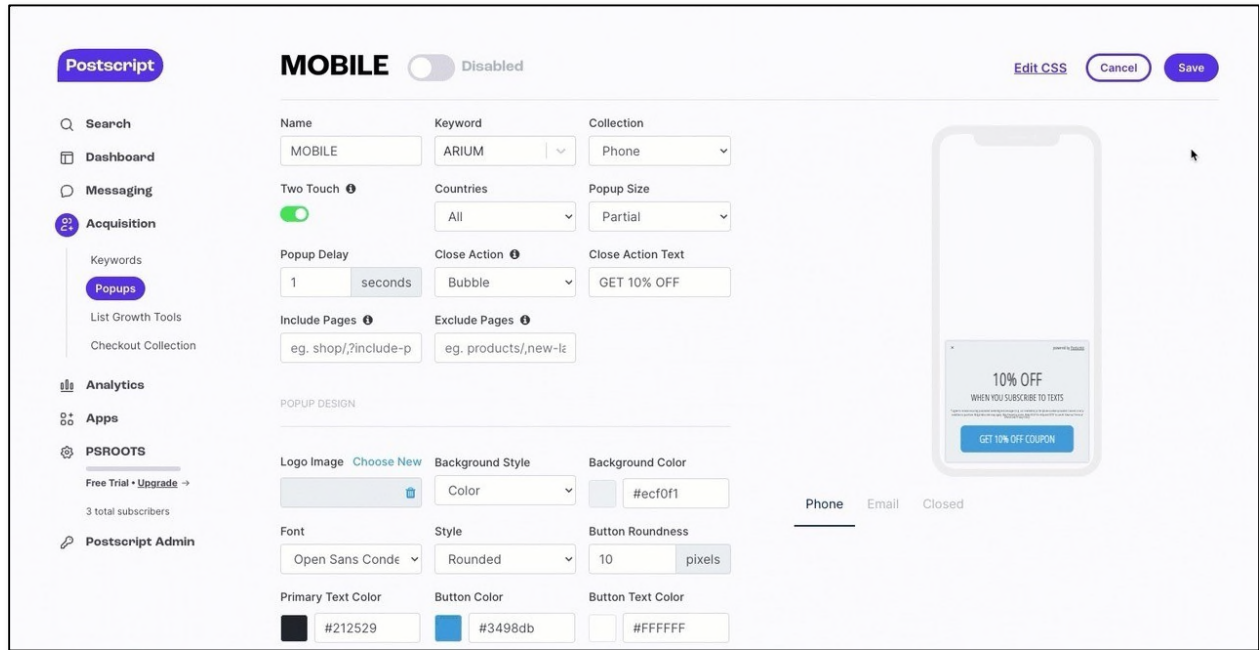 Postscript
MOBILE Disabled Edit CSS Cancel Save
Search
Dashboard
Messaging
Acquisition
Keywords
Popups
List Growth Tools
Checkout Collection
Analytics
Apps
PSROOTS
Free Trial • Upgrade →
3 total subscribers
Postscript Admin
Name Keyword Collection
MOBILE ARIUM Phone
Two Touch Countries Popup Size
All Partial
Popup Delay Close Action Close Action Text
1 seconds Bubble GET 10% OFF
Include Pages Exclude Pages
eg. shop/,?include-p eg. products/,new-la
POPUP DESIGN
Logo Image Choose New Background Style Background Color
Color #ecf0f1
Font Style Button Roundness
Open Sans Conde Rounded 10 pixels
Primary Text Color Button Color Button Text Color
#212529 #3498db #FFFFFF
10% OFF
WHEN YOU SUBSCRIBE TO TEXTS
GET 10% OFF COUPON
Phone Email Closed